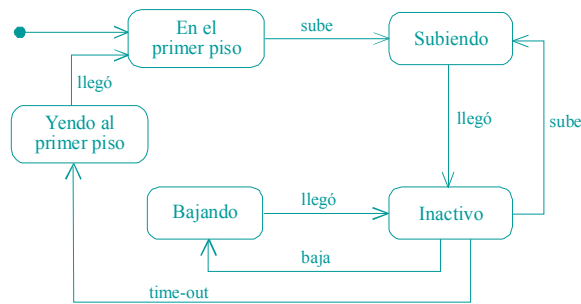 En el
primer piso
sube
Subiendo
llegó
Yendo al
primer piso
llegó
sube
Bajando
llegó
Inactivo
baja
time-out